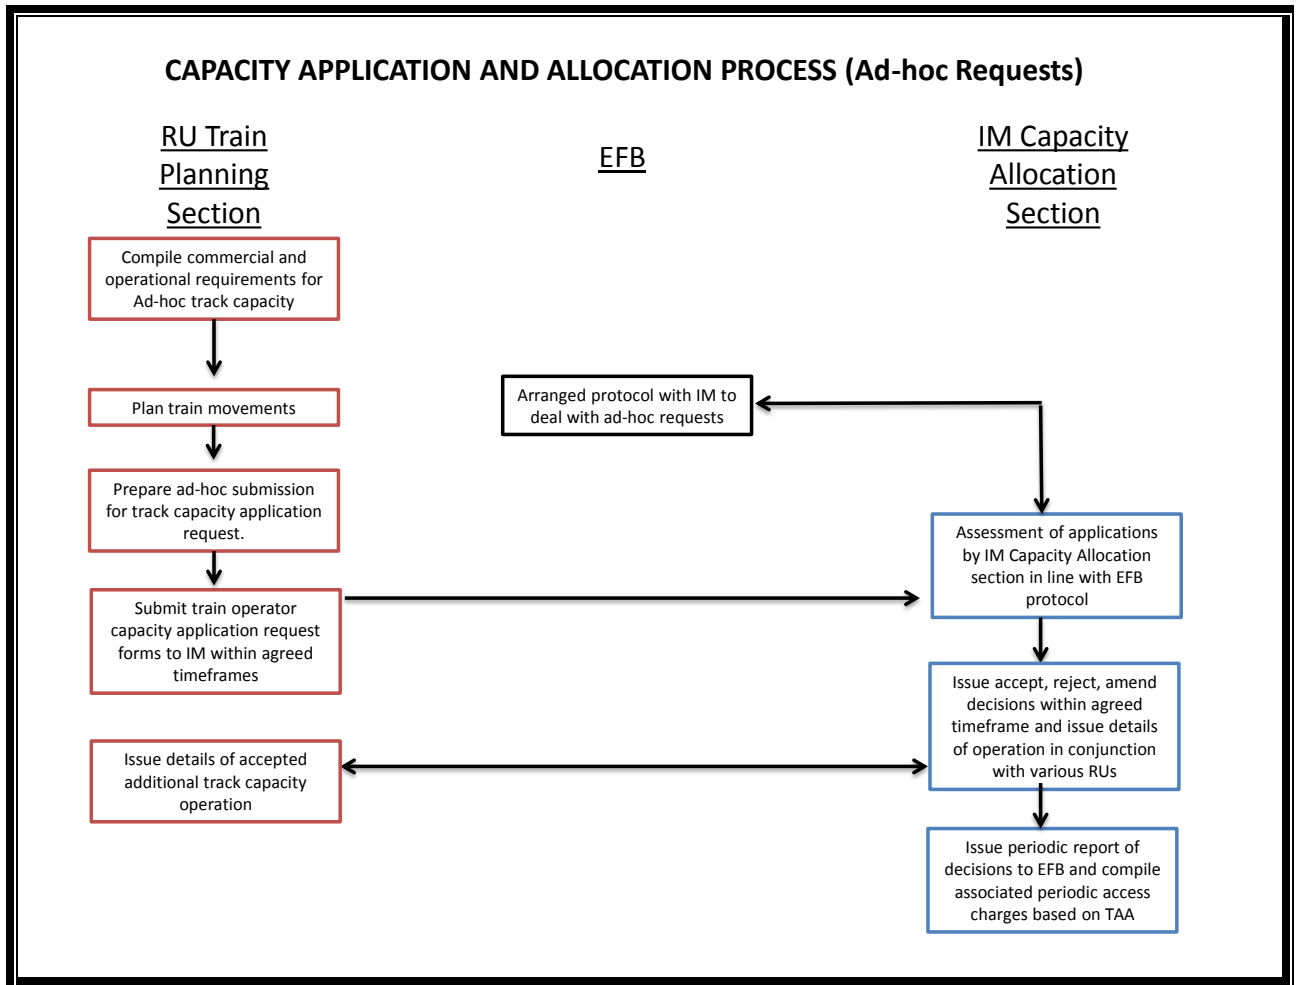 CAPACITY APPLICATION AND ALLOCATION PROCESS (Ad-hoc Requests)
RU Train
Planning
Section
EFB
IM Capacity
Allocation
Section
Compile commercial and
operational requirements for
Ad-hoc track capacity
Plan train movements
Arranged protocol with IM to
deal with ad-hoc requests
Prepare ad-hoc submission
for track capacity application
request.
Assessment of applications
by IM Capacity Allocation
section in line with EFB
protocol
Submit train operator
capacity application request
forms to IM within agreed
timeframes
Issue accept, reject, amend
decisions within agreed
timeframe and issue details
of operation in conjunction
with various RUs
Issue details of accepted
additional track capacity
operation
Issue periodic report of
decisions to EFB and compile
associated periodic access
charges based on TAA